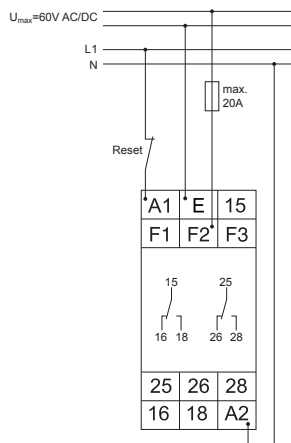 Umax=60V AC/DC
L1
N
max.
20A
Reset
A1 E 15
F1 F2 F3
15 25
16 18 26 28
25 26 28
16 18 A2